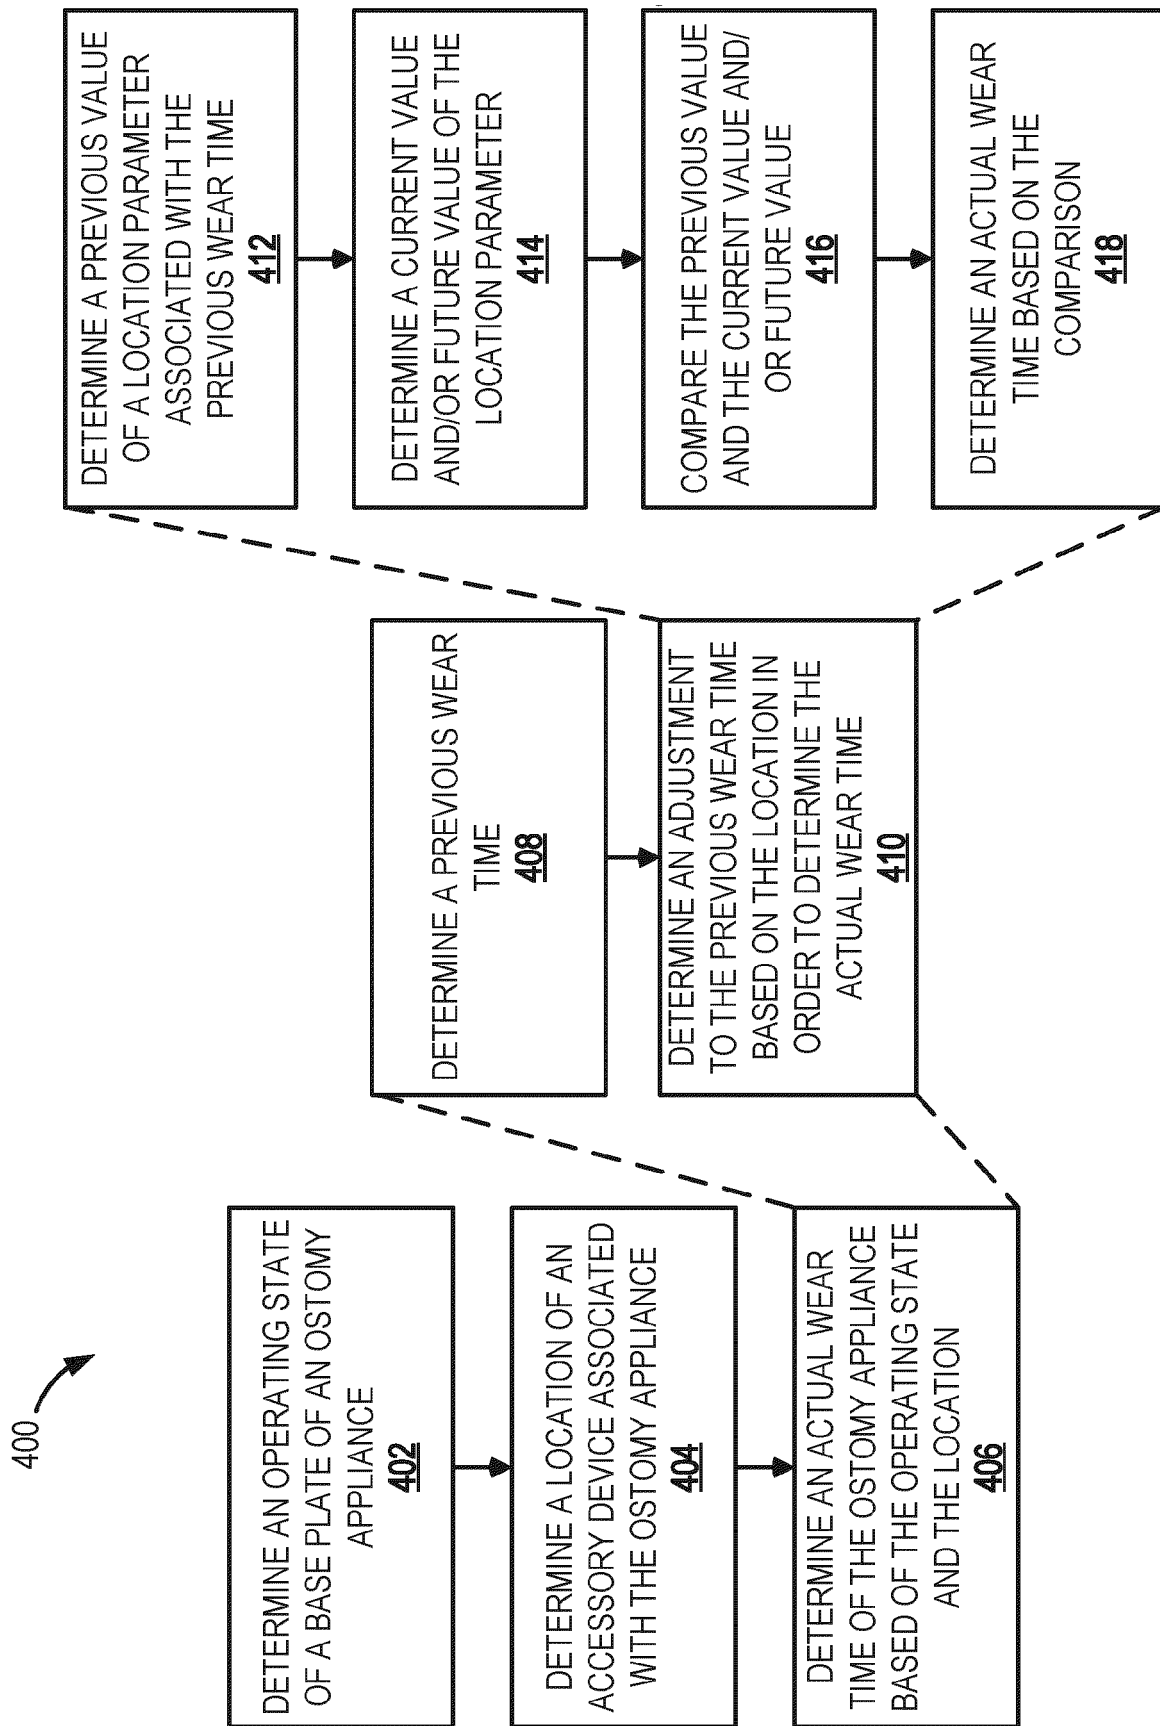 400
DETERMINE AN OPERATING STATE
OF A BASE PLATE OF AN OSTOMY
APPLIANCE
402
DETERMINE A LOCATION OF AN
ACCESSORY DEVICE ASSOCIATED
WITH THE OSTOMY APPLIANCE
404
DETERMINE AN ACTUAL WEAR
TIME OF THE OSTOMY APPLIANCE
BASED OF THE OPERATING STATE
AND THE LOCATION
406
DETERMINE A PREVIOUS WEAR
TIME
408
DETERMINE AN ADJUSTMENT
TO THE PREVIOUS WEAR TIME
BASED ON THE LOCATION IN
ORDER TO DETERMINE THE
ACTUAL WEAR TIME
410
DETERMINE A PREVIOUS VALUE
OF A LOCATION PARAMETER
ASSOCIATED WITH THE
PREVIOUS WEAR TIME
412
DETERMINE A CURRENT VALUE
AND/OR FUTURE VALUE OF THE
LOCATION PARAMETER
414
COMPARE THE PREVIOUS VALUE
AND THE CURRENT VALUE AND/
OR FUTURE VALUE
416
DETERMINE AN ACTUAL WEAR
TIME BASED ON THE
COMPARISON
418